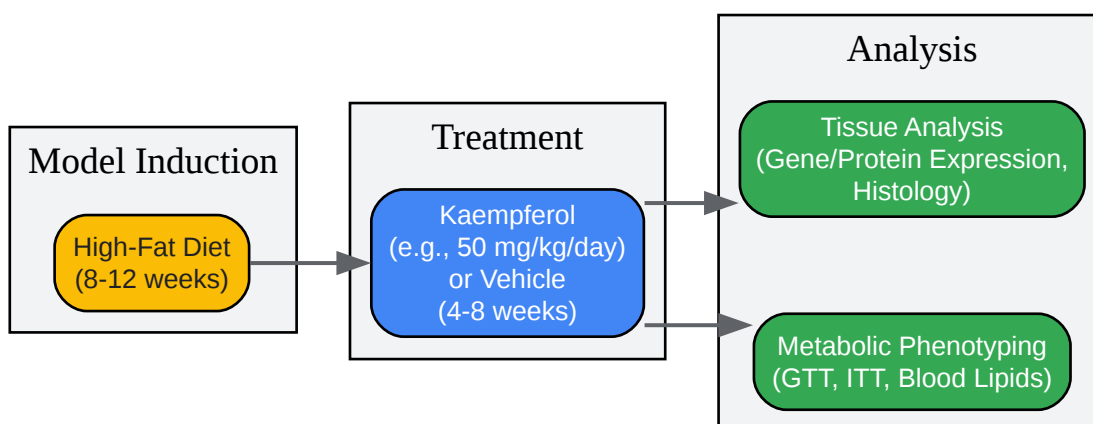 Model Induction
High-Fat Diet
(8-12 weeks)
Treatment
Kaempferol
(e.g., 50 mg/kg/day)
or Vehicle
(4-8 weeks)
Analysis
Tissue Analysis
(Gene/Protein Expression,
Histology)
Metabolic Phenotyping
(GTT, ITT, Blood Lipids)